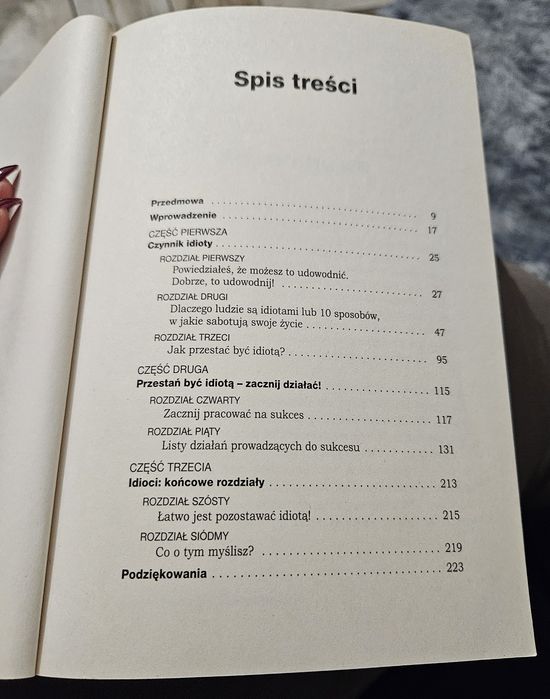 Spis treści
Przedmowa . . . . . . . . . . . . . . . . . . . . . . . . . . . . . . 9
Wprowadzenie . . . . . . . . . . . . . . . . . . . . . . . . . . . . 17
CZĘŚĆ PIERWSZA
Czynnik idioty . . . . . . . . . . . . . . . . . . . . . . . . . . . . 25
ROZDZIAŁ PIERWSZY
Powiedziałeś, że możesz to udowodnić.
Dobrze, to udowodnij! . . . . . . . . . . . . . . . . . . . . . 27
ROZDZIAŁ DRUGI
Dlaczego ludzie są idiotami lub 10 sposobów,
w jakie sabotują swoje życie . . . . . . . . . . . . . . . . . 47
ROZDZIAŁ TRZECI
Jak przestać być idiotą? . . . . . . . . . . . . . . . . . . . . 95
CZĘŚĆ DRUGA
Przestań być idiotą – zacznij działać! . . . . . . . . . . . . . 115
ROZDZIAŁ CZWARTY
Zacznij pracować na sukces . . . . . . . . . . . . . . . . . 117
ROZDZIAŁ PIĄTY
Listy działań prowadzących do sukcesu . . . . . . . . . . 131
CZĘŚĆ TRZECIA
Idioci: końcowe rozdziały . . . . . . . . . . . . . . . . . . . . 213
ROZDZIAŁ SZÓSTY
Łatwo jest pozostawać idiotą! . . . . . . . . . . . . . . . . 215
ROZDZIAŁ SIÓDMY
Co o tym myślisz? . . . . . . . . . . . . . . . . . . . . . . . 219
Podziękowania . . . . . . . . . . . . . . . . . . . . . . . . . . . 223